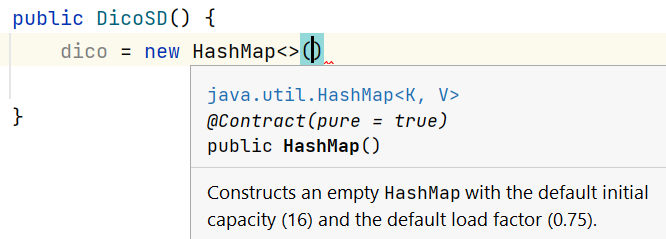 public DicoSD() {
dico = new HashMap<>()
}
java.util.HashMap<K, V>
@Contract(pure = true)
public HashMap()
Constructs an empty HashMap with the default initial
capacity (16) and the default load factor (0.75).